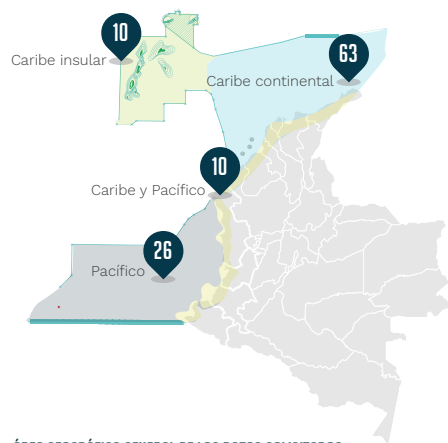 10
Caribe insular
63
Caribe continental
10
Caribe y Pacífico
26
Pacífico